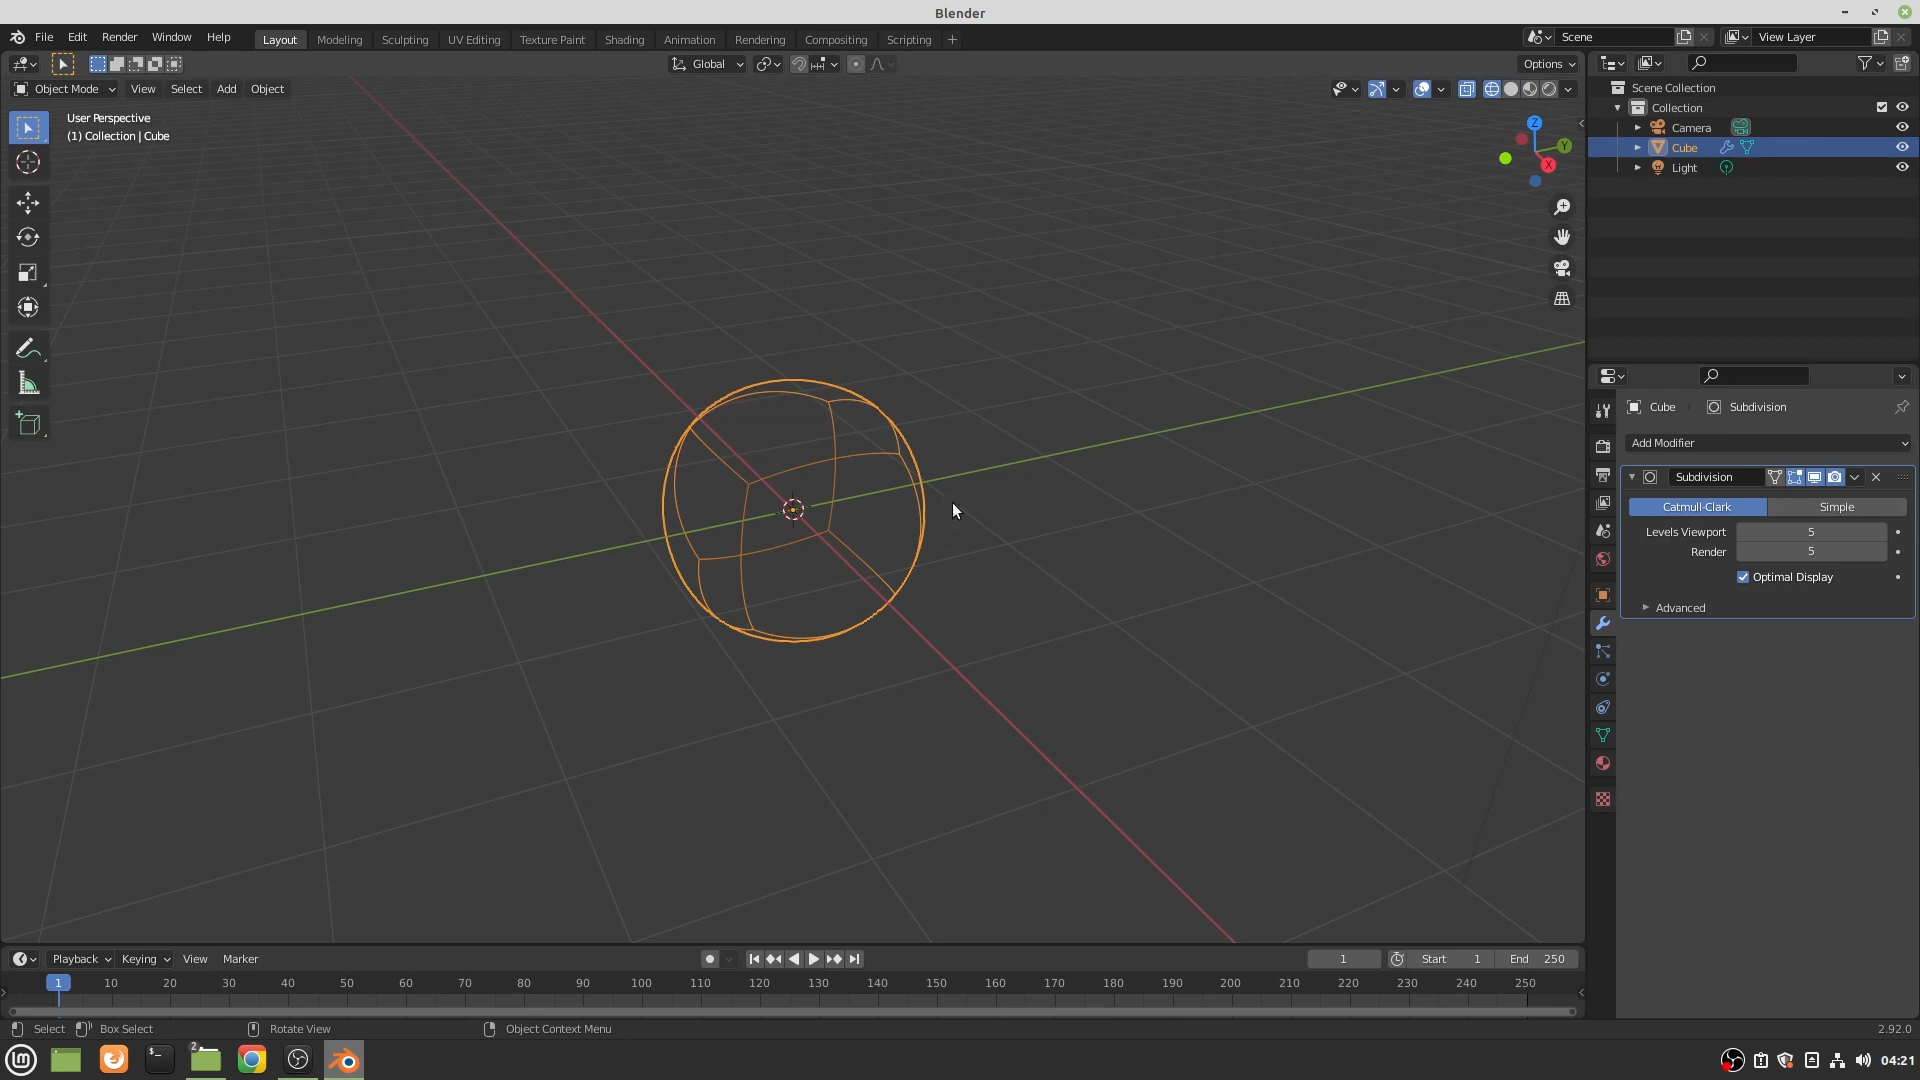 Blender
File Edit Render Window Help
Layout Modeling Sculpting UV Editing Texture Paint Shading Animation Rendering Compositing Scripting +
Scene
View Layer
Global
Options
Object Mode View Select Add Object
User Perspective
(1) Collection | Cube
Z
Y
X
Scene Collection
Collection
Camera
Cube
Light
Cube Subdivision
Add Modifier
Subdivision
Catmull-Clark Simple
Levels Viewport 5
Render 5
Optimal Display
Advanced
Playback Keying View Marker
1 Start 1 End 250
1 10 20 30 40 50 60 70 80 90 100 110 120 130 140 150 160 170 180 190 200 210 220 230 240 250
Select Box Select Rotate View Object Context Menu
2.92.0
2
04:21